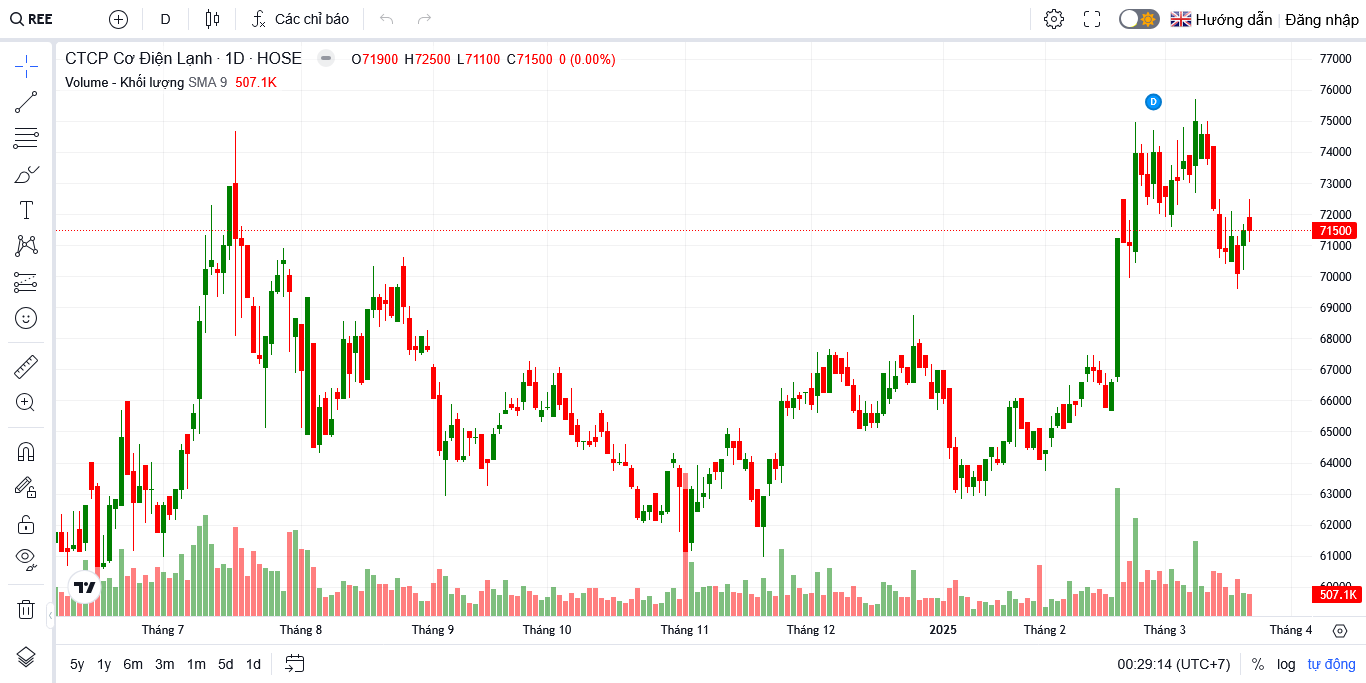 REE D Các chỉ báo Hướng dẫn Đăng nhập
CTCP Cơ Điện Lạnh · 1D · HOSE O71900 H72500 L71100 C71500 0 (0.00%)
Volume - Khối lượng SMA 9 507.1K
D
77000
76000
75000
74000
73000
72000
71500
71000
70000
69000
68000
67000
66000
65000
64000
63000
62000
61000
60000
507.1K
Tháng 7 Tháng 8 Tháng 9 Tháng 10 Tháng 11 Tháng 12 2025 Tháng 2 Tháng 3 Tháng 4
5y 1y 6m 3m 1m 5d 1d 00:29:14 (UTC+7) % log tự động